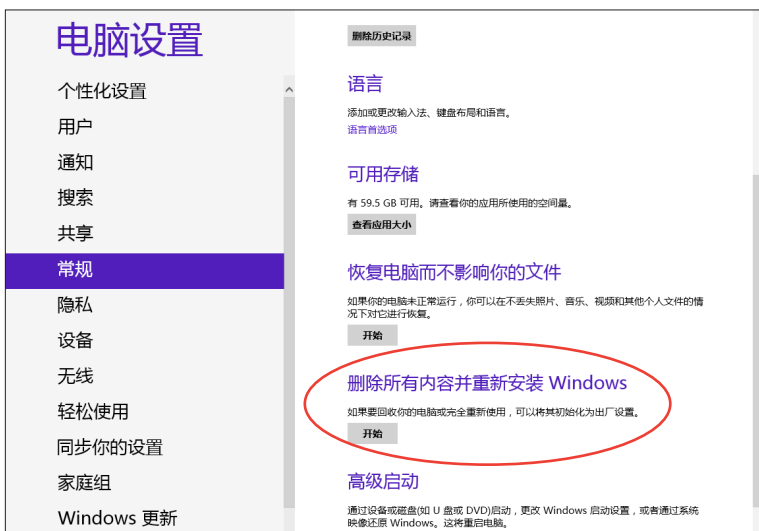 电脑设置
个性化设置
用户
通知
搜索
共享
常规
隐私
设备
无线
轻松使用
同步你的设置
家庭组
Windows 更新
删除历史记录
语言
添加或更改输入法、键盘布局和语言。
语言首选项
可用存储
有 59.5 GB 可用。请查看你的应用所使用的空间量。
查看应用大小
恢复电脑而不影响你的文件
如果你的电脑未正常运行，你可以在不丢失照片、音乐、视频和其他个人文件的情
况下对它进行恢复。
开始
删除所有内容并重新安装 Windows
如果要回收你的电脑或完全重新使用，可以将其初始化为出厂设置。
开始
高级启动
通过设备或磁盘(如 U 盘或 DVD)启动，更改 Windows 启动设置，或者通过系统
映像还原 Windows。这将重启电脑。